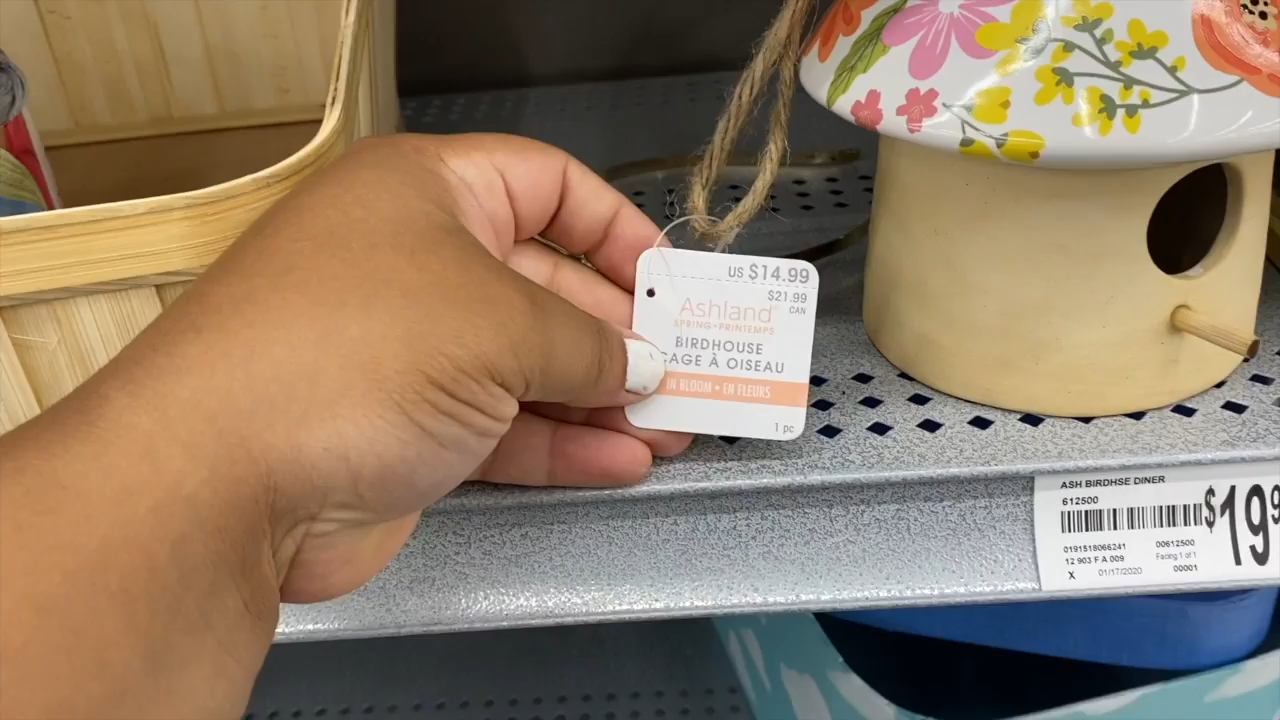 US $14.99
$21.99
CAN
Ashland
SPRING•PRINTEMPS
BIRDHOUSE
CAGE À OISEAU
IN BLOOM • EN FLEURS
1 pc
ASH BIRDHSE DINER
612500
$19.9
0191518066241 00612500
12 903 F A 009 Facing 1 of 1
X 01/17/2020 00001